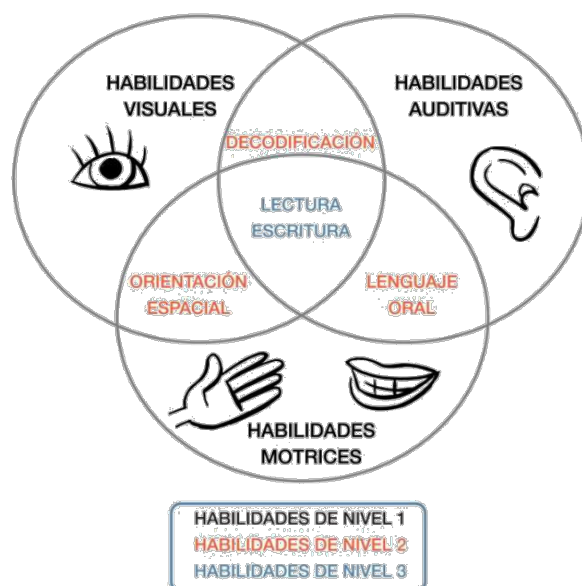 HABILIDADES
VISUALES
HABILIDADES
AUDITIVAS
DECODIFICACIÓN
LECTURA
ESCRITURA
ORIENTACIÓN
ESPACIAL
LENGUAJE
ORAL
HABILIDADES
MOTRICES
HABILIDADES DE NIVEL 1
HABILIDADES DE NIVEL 2
HABILIDADES DE NIVEL 3